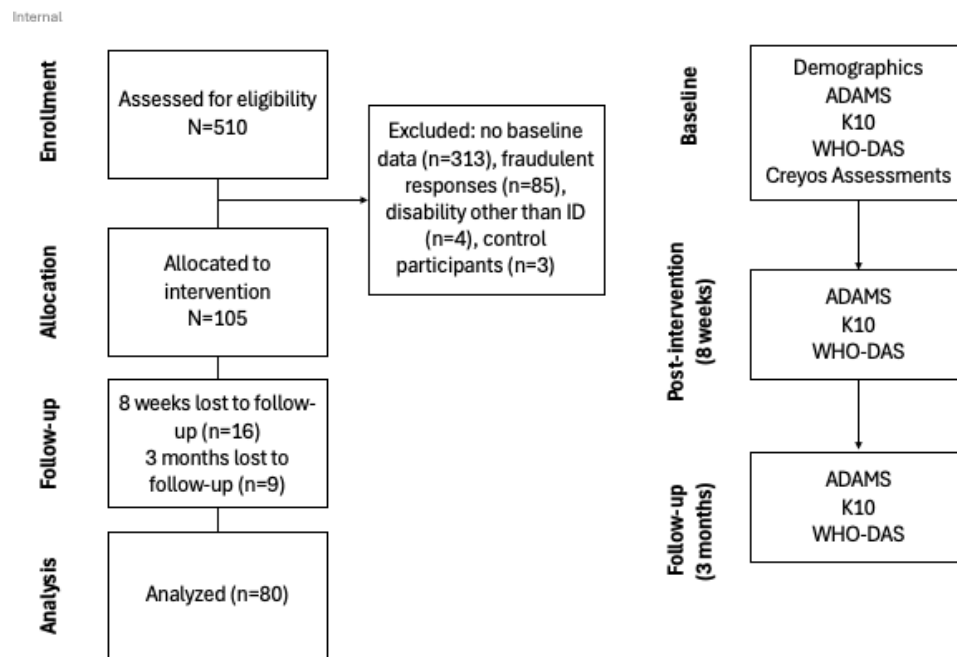 Internal
Enrollment
Assessed for eligibility
N=510
Excluded: no baseline
data (n=313), fraudulent
responses (n=85),
disability other than ID
(n=4), control
participants (n=3)
Allocation
Allocated to
intervention
N=105
Follow-up
8 weeks lost to follow-
up (n=16)
3 months lost to
follow-up (n=9)
Analysis
Analyzed (n=80)
Baseline
Demographics
ADAMS
K10
WHO-DAS
Creyos Assessments
Post-intervention
(8 weeks)
ADAMS
K10
WHO-DAS
Follow-up
(3 months)
ADAMS
K10
WHO-DAS